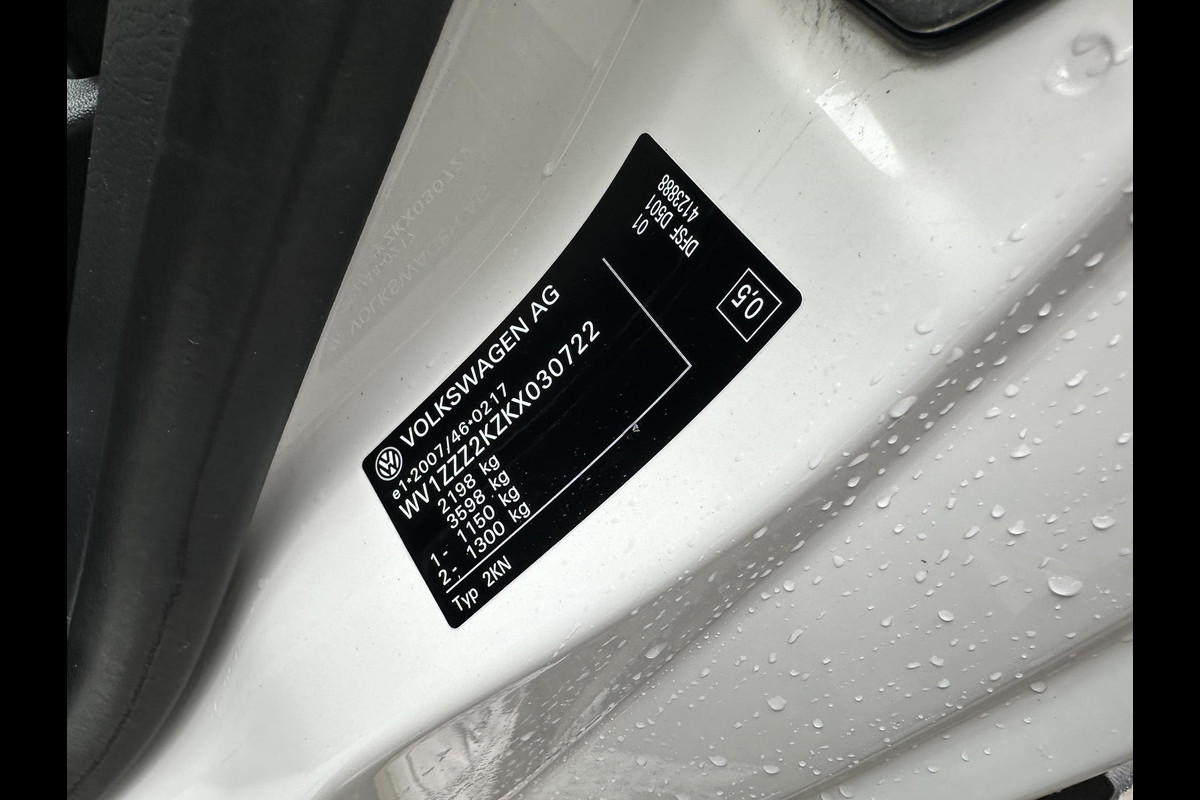 VOLKSWAGEN AG
e1*2007/46*0217
WV1ZZZ2KZKX030722
2198 kg
3598 kg
1- 1150 kg
2- 1300 kg
Typ 2KN
01
DFSF D501
4123888
0,5